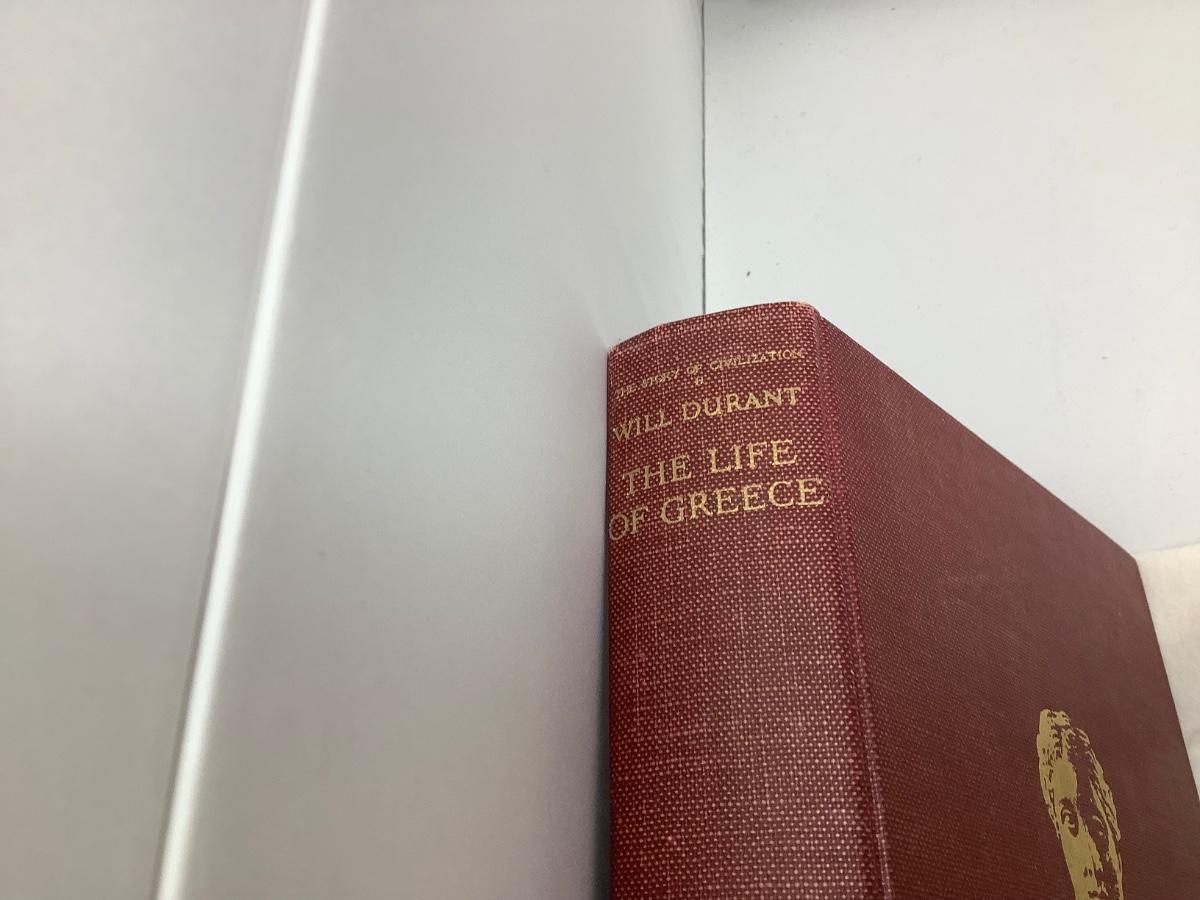 THE STORY OF CIVILIZATION
WILL DURANT
THE LIFE
OF GREECE